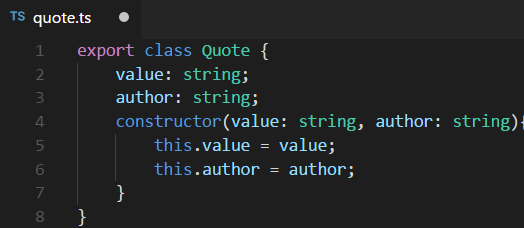 TS quote.ts ●
1 export class Quote {
2     value: string;
3     author: string;
4     constructor(value: string, author: string){
5         this.value = value;
6         this.author = author;
7     }
8 }